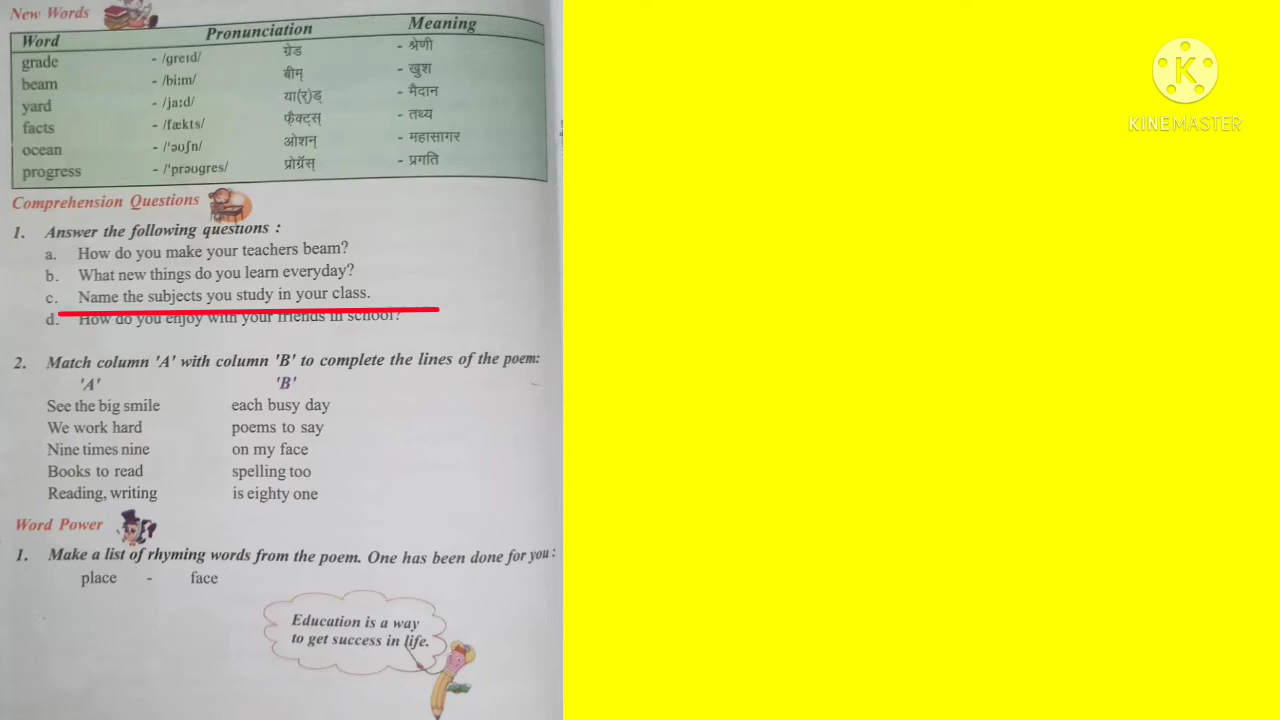 New Words
Word Pronunciation Meaning
grade - /greɪd/ ग्रेड - श्रेणी
beam - /bi:m/ बीम् - खुश
yard - /ja:d/ या(र्)ड् - मैदान
facts - /fækts/ फ़ैक्ट्स् - तथ्य
ocean - /'əʊʃn/ ओशन् - महासागर
progress - /'prəʊgres/ प्रोग्रॅस् - प्रगति
Comprehension Questions
1. Answer the following questions :
a. How do you make your teachers beam?
b. What new things do you learn everyday?
c. Name the subjects you study in your class.
d. How do you enjoy with your friends in school?
2. Match column 'A' with column 'B' to complete the lines of the poem:
'A' 'B'
See the big smile each busy day
We work hard poems to say
Nine times nine on my face
Books to read spelling too
Reading, writing is eighty one
Word Power
1. Make a list of rhyming words from the poem. One has been done for you :
place - face
Education is a way
to get success in life.
K
KINEMASTER